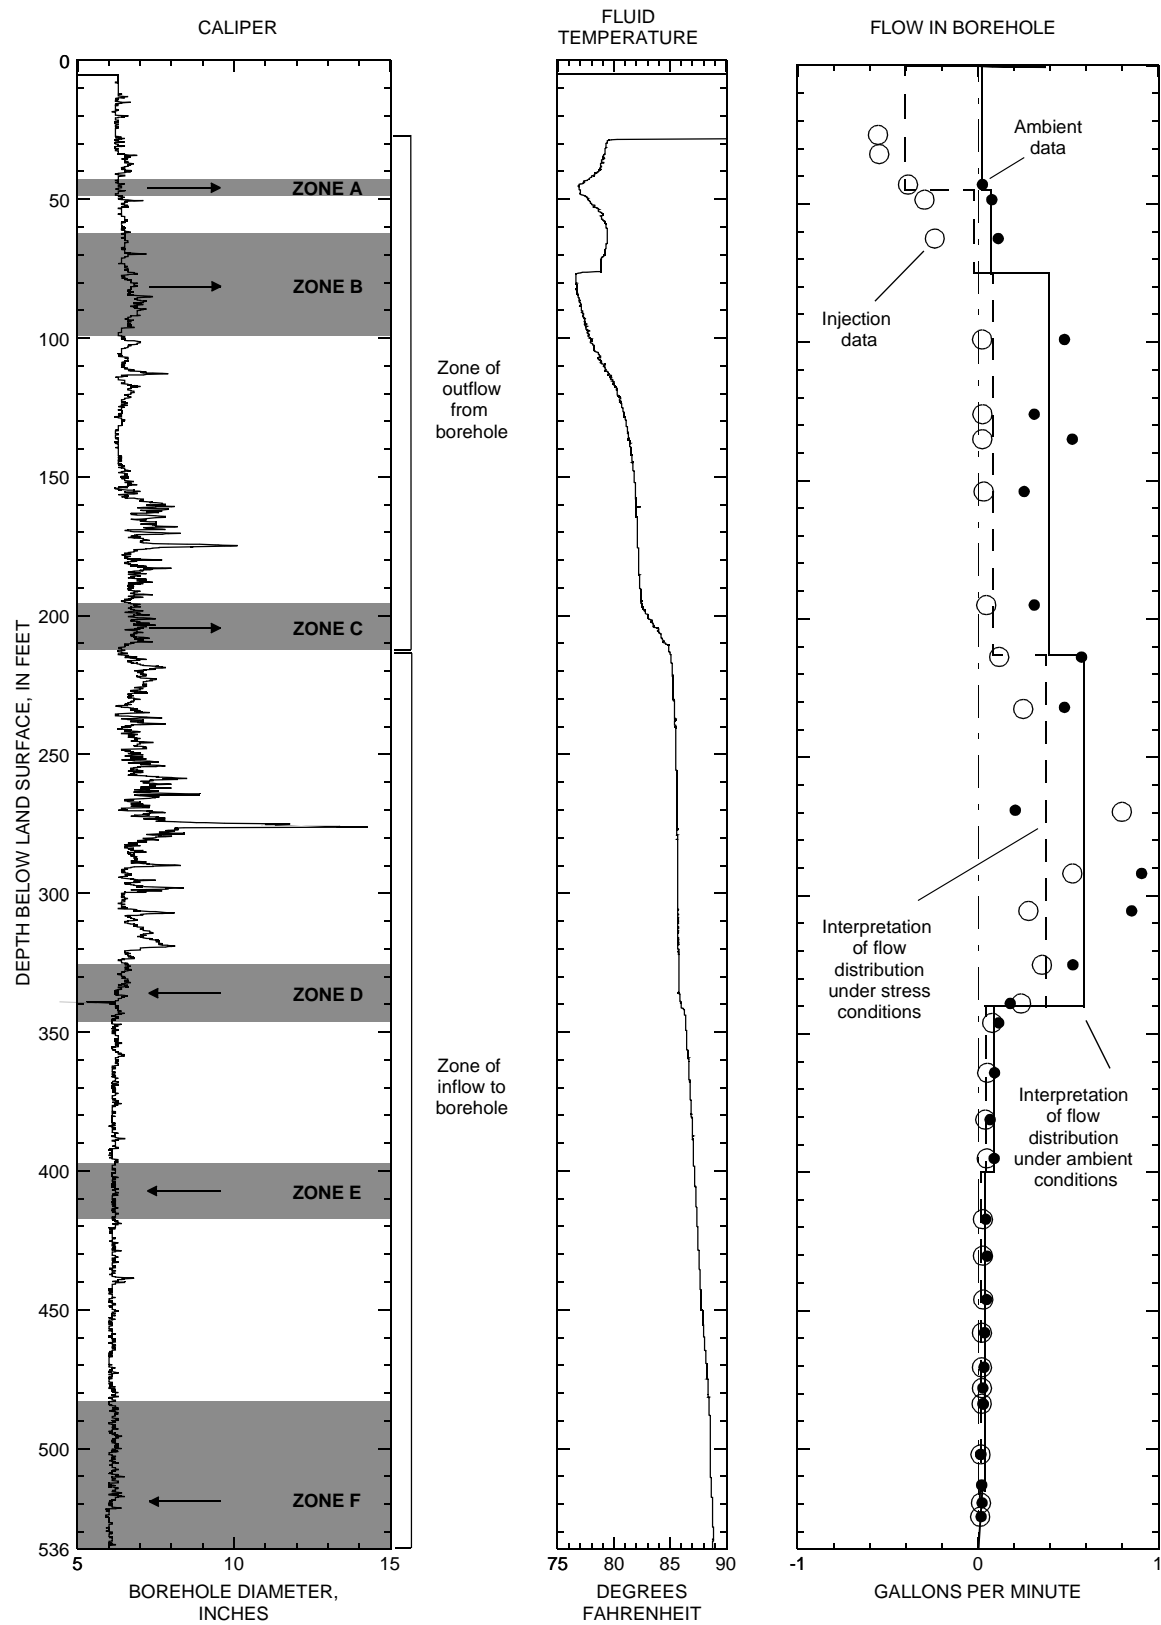 CALIPER
FLUID
TEMPERATURE
FLOW IN BOREHOLE
DEPTH BELOW LAND SURFACE, IN FEET
0
50
100
150
200
250
300
350
400
450
500
536
ZONE A
ZONE B
ZONE C
ZONE D
ZONE E
ZONE F
Zone of
outflow
from
borehole
Zone of
inflow to
borehole
Ambient
data
Injection
data
Interpretation
of flow
distribution
under stress
conditions
Interpretation
of flow
distribution
under ambient
conditions
5
10
15
75
80
85
90
-1
0
1
BOREHOLE DIAMETER,
INCHES
DEGREES
FAHRENHEIT
GALLONS PER MINUTE